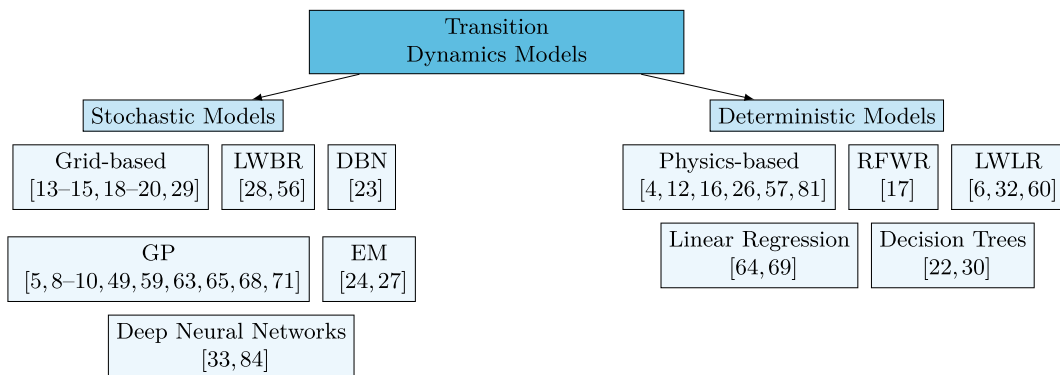 Transition
Dynamics Models
Stochastic Models
Deterministic Models
Grid-based
[13–15, 18–20, 29]
LWBR
[28, 56]
DBN
[23]
Physics-based
[4, 12, 16, 26, 57, 81]
RFWR
[17]
LWLR
[6, 32, 60]
GP
[5, 8–10, 49, 59, 63, 65, 68, 71]
EM
[24, 27]
Linear Regression
[64, 69]
Decision Trees
[22, 30]
Deep Neural Networks
[33, 84]